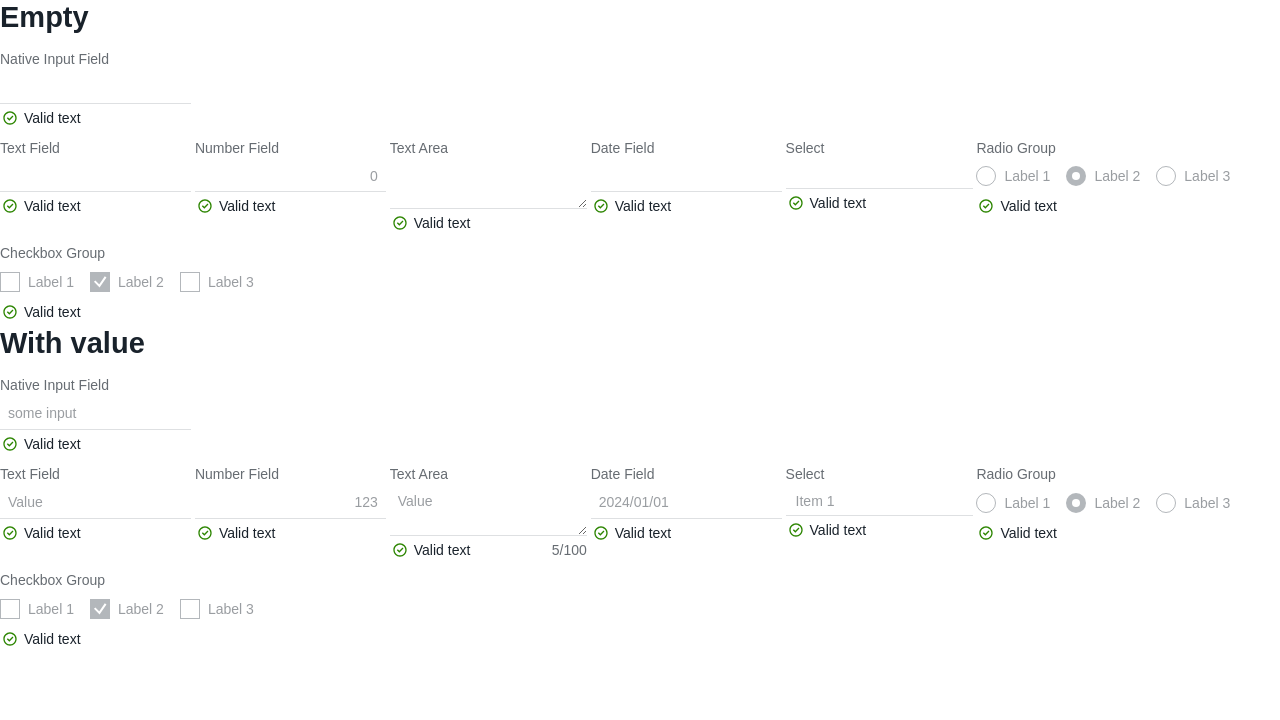 Empty
Native Input Field
Valid text
Text Field Number Field Text Area Date Field Select Radio Group
0 Label 1 Label 2 Label 3
Valid text Valid text Valid text Valid text Valid text Valid text
Checkbox Group
Label 1 Label 2 Label 3
Valid text
With value
Native Input Field
some input
Valid text
Text Field Number Field Text Area Date Field Select Radio Group
Value 123 Value 2024/01/01 Item 1 Label 1 Label 2 Label 3
Valid text Valid text Valid text 5/100 Valid text Valid text Valid text
Checkbox Group
Label 1 Label 2 Label 3
Valid text